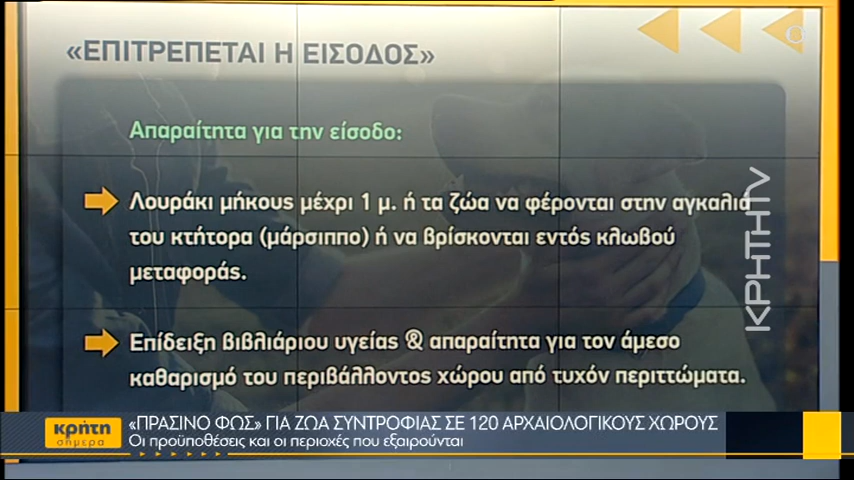 «ΕΠΙΤΡΕΠΕΤΑΙ Η ΕΙΣΟΔΟΣ»
Απαραίτητα για την είσοδο:
Λουράκι μήκους μέχρι 1 μ. ή τα ζώα να φέρονται στην αγκαλιά
του κτήτορα (μάρσιππο) ή να βρίσκονται εντός κλωβού
μεταφοράς.
Επίδειξη βιβλιάριου υγείας & απαραίτητα για τον άμεσο
καθαρισμό του περιβάλλοντος χώρου από τυχόν περιττώματα.
ΚΡΗΤΗTV
κρήτη
σήμερα
«ΠΡΑΣΙΝΟ ΦΩΣ» ΓΙΑ ΖΩΑ ΣΥΝΤΡΟΦΙΑΣ ΣΕ 120 ΑΡΧΑΙΟΛΟΓΙΚΟΥΣ ΧΩΡΟΥΣ
Οι προϋποθέσεις και οι περιοχές που εξαιρούνται